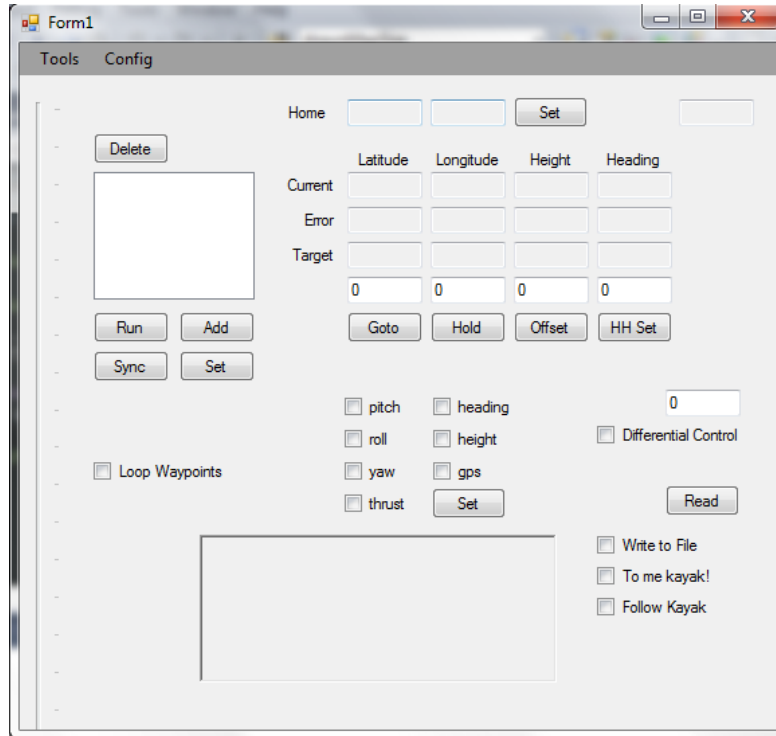 Form1
Tools Config
Home Set
Delete
Latitude Longitude Height Heading
Current
Error
Target
0 0 0 0
Run Add Goto Hold Offset HH Set
Sync Set
pitch heading 0
roll height Differential Control
Loop Waypoints yaw gps
thrust Set Read
Write to File
To me kayak!
Follow Kayak